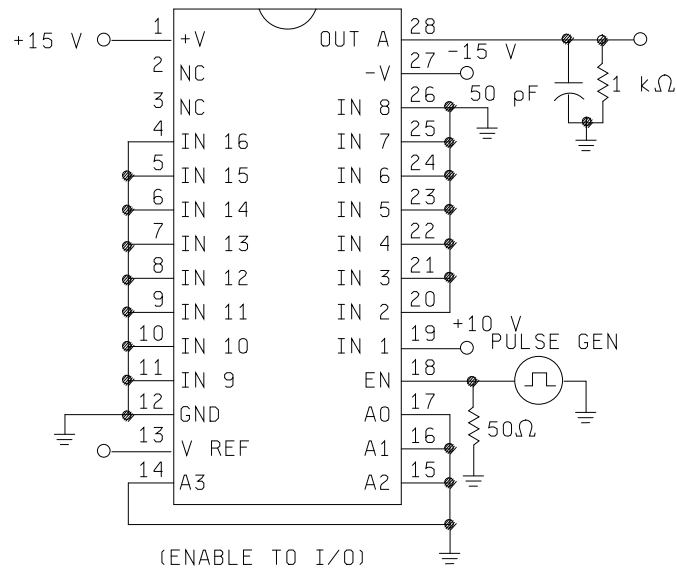 +15 V
1 +V OUT A 28
2 NC -V 27 -15 V
3 NC IN 8 26 50 pF 1 kΩ
4 IN 16 IN 7 25
5 IN 15 IN 6 24
6 IN 14 IN 5 23
7 IN 13 IN 4 22
8 IN 12 IN 3 21
9 IN 11 IN 2 20
10 IN 10 IN 1 19 +10 V
PULSE GEN
11 IN 9 EN 18
12 GND A0 17
50Ω
13 V REF A1 16
14 A3 A2 15
(ENABLE TO I/O)